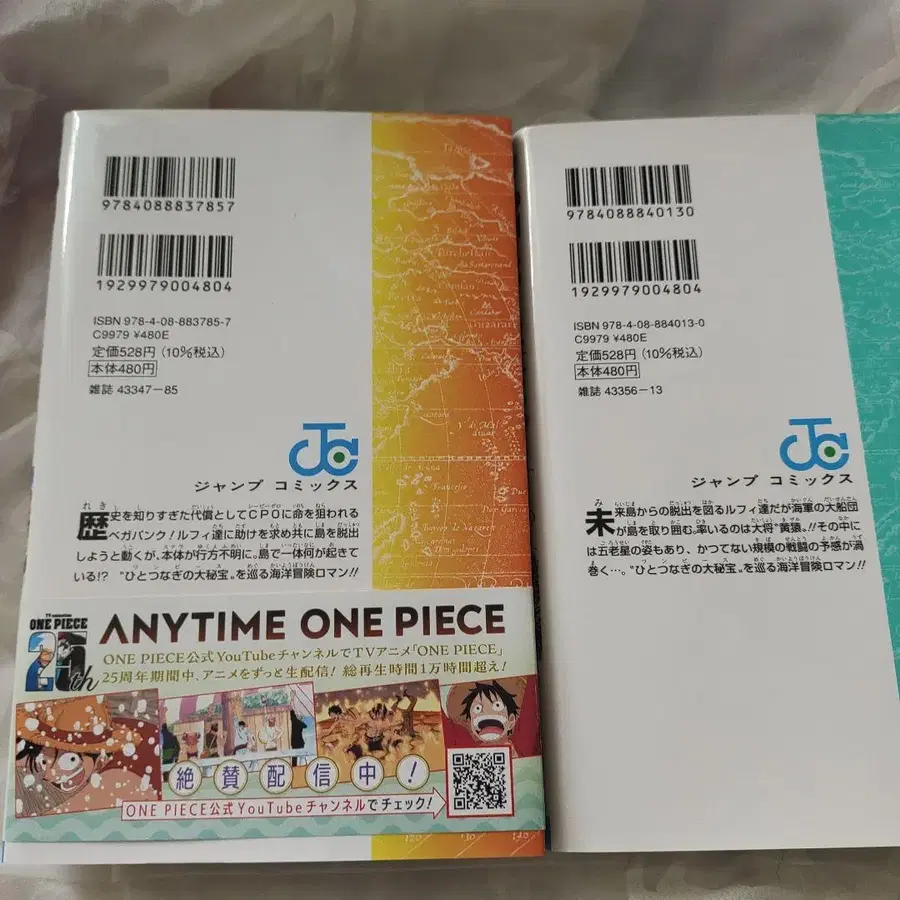 9784088837857
1929979004804
ISBN 978-4-08-883785-7
C9979 ¥480E
定価528円(10%税込)
本体480円
雑誌 43347-85
JC
ジャンプ コミックス
歴史を知りすぎた代償としてCP0に命を狙われる
ベガパンク!ルフィ達に助けを求め共に島を脱出
しようと動くが、本体が行方不明に。島で一体何が起きて
いる!? "ひとつなぎの大秘宝"を巡る海洋冒険ロマン!!
TV animation
ONE PIECE
25th
ANYTIME ONE PIECE
ONE PIECE公式YouTubeチャンネルでTVアニメ「ONE PIECE」
25周年期間中、アニメをずっと生配信! 総再生時間1万時間超え!
絶賛配信中!
ONE PIECE公式YouTubeチャンネルでチェック!
9784088840130
1929979004804
ISBN 978-4-08-884013-0
C9979 ¥480E
定価528円(10%税込)
本体480円
雑誌 43356-13
JC
ジャンプ コミックス
未来島からの脱出を図るルフィ達だが海軍の大船団
が島を取り囲む。率いるのは大将"黄猿"!!その中に
は五老星の姿もあり、かつてない規模の戦闘の予感が渦
巻く…。"ひとつなぎの大秘宝"を巡る海洋冒険ロマン!!